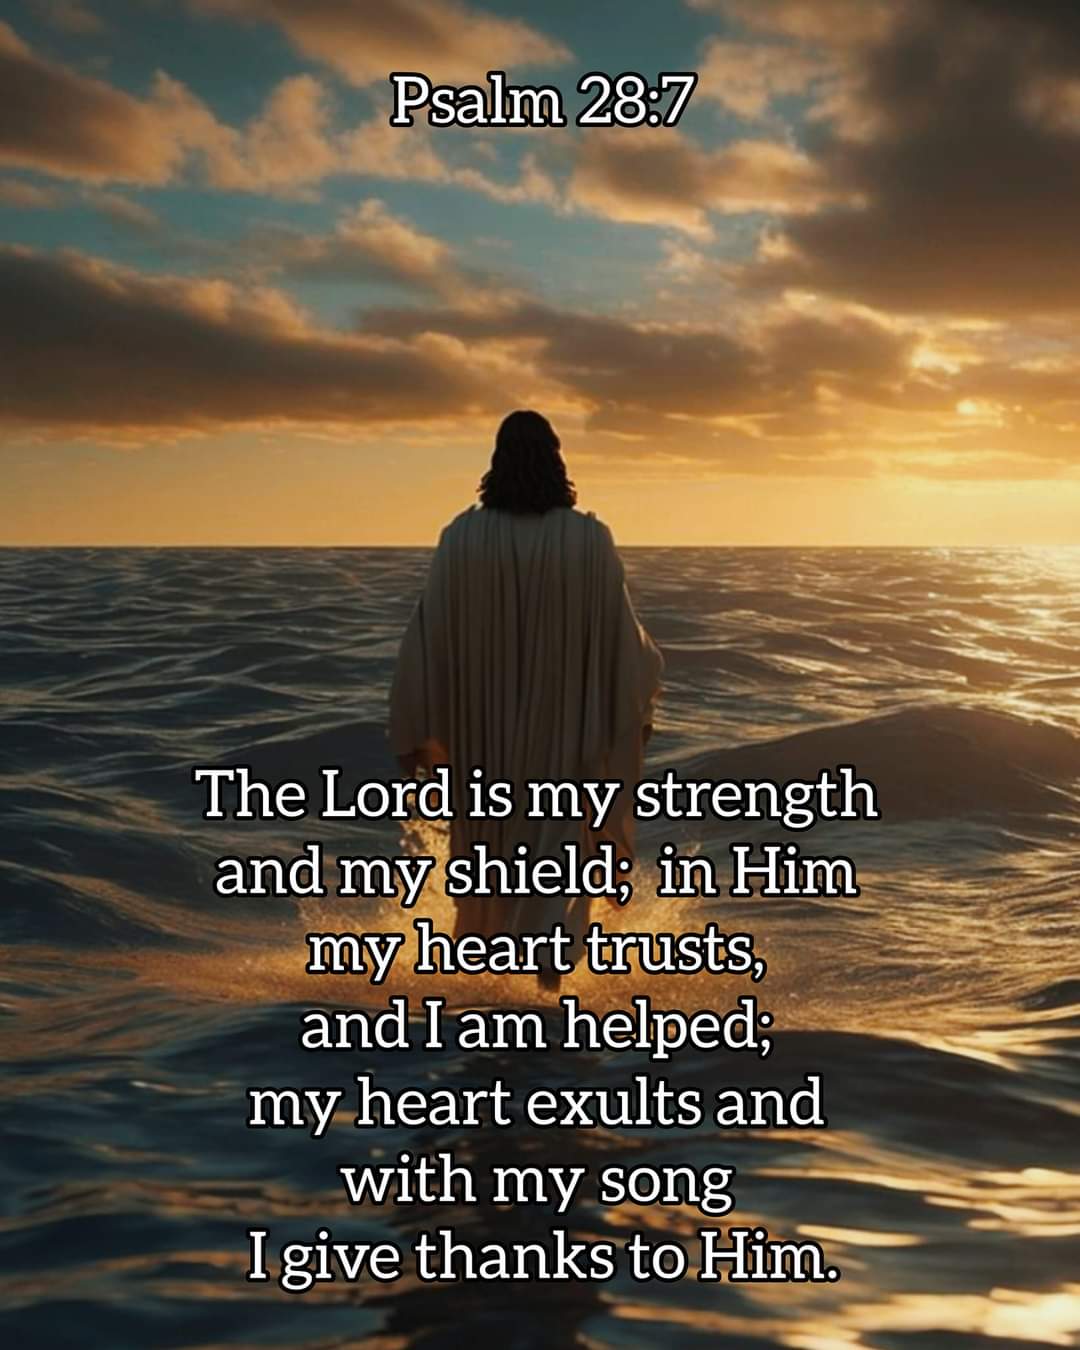 Psalm 28:7
The Lord is my strength
and my shield;  in Him
my heart trusts,
and I am helped;
my heart exults and
with my song
I give thanks to Him.